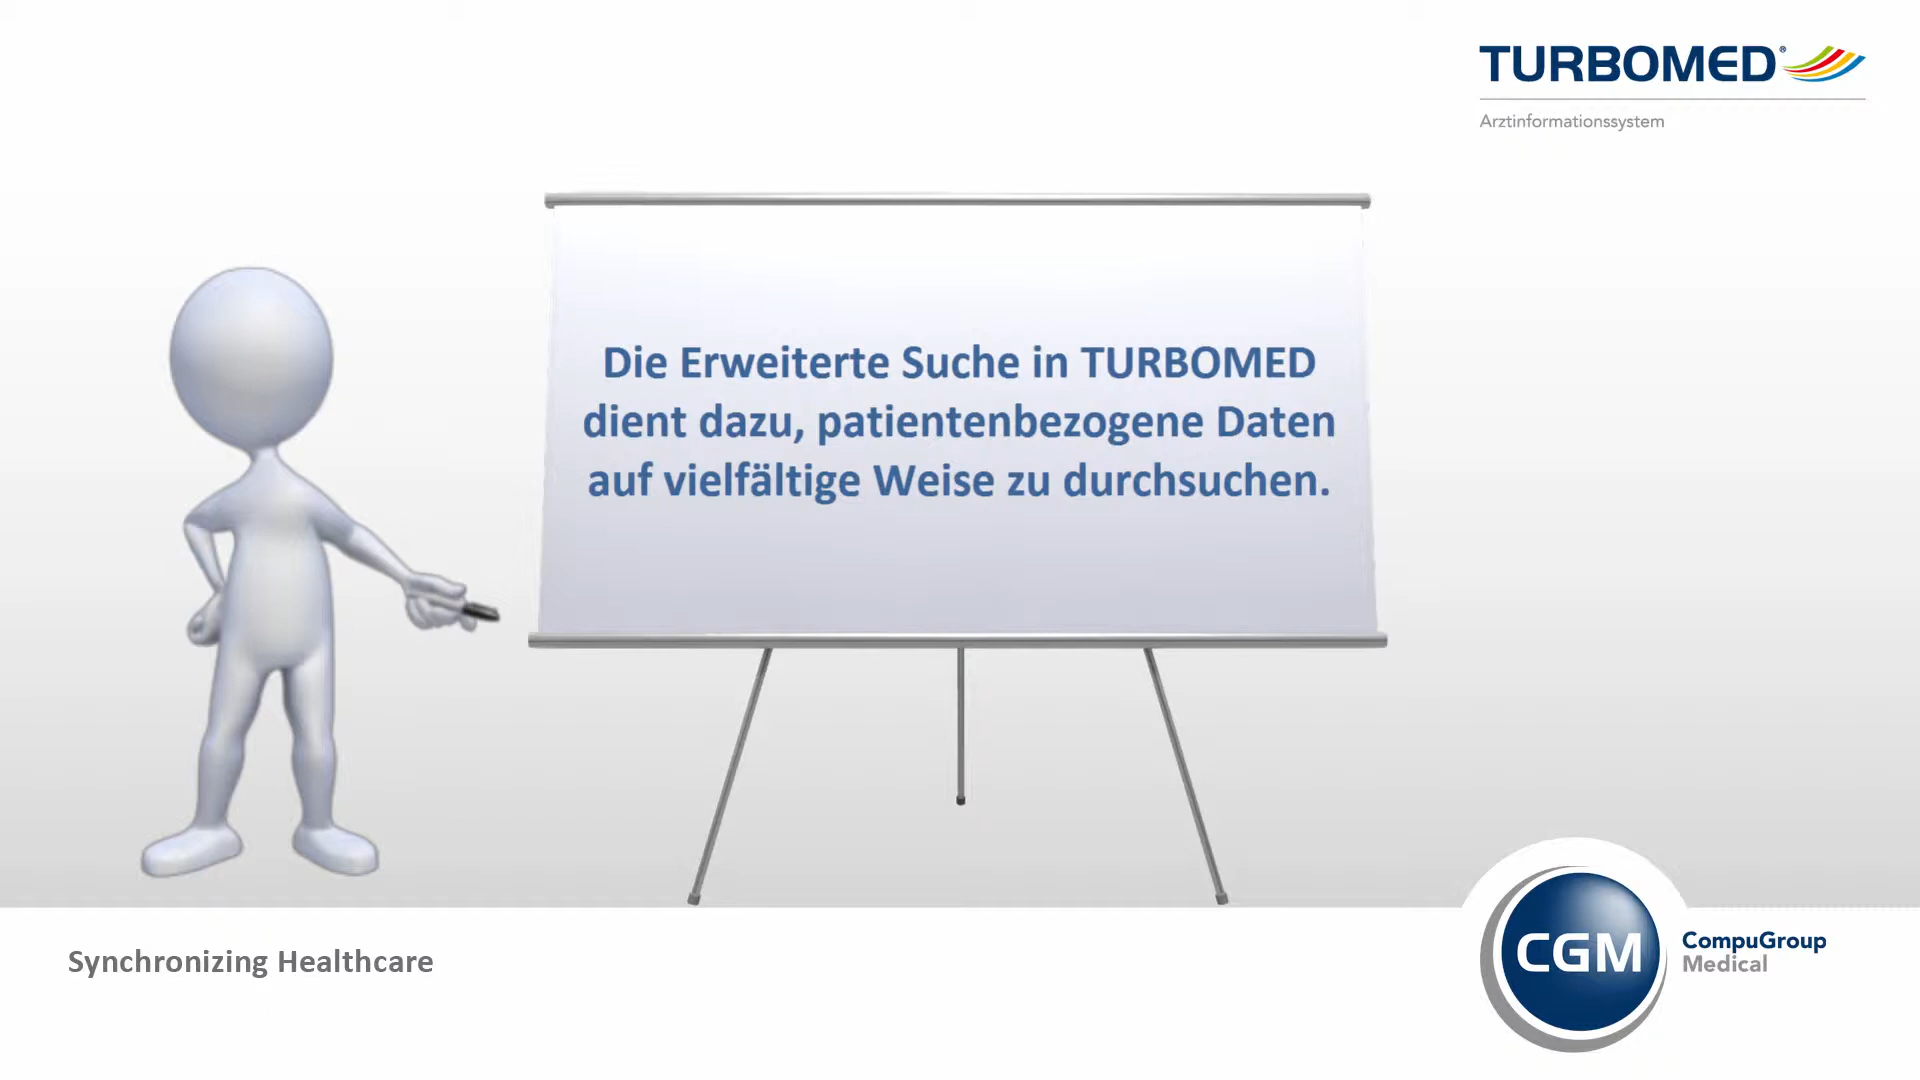 TURBOMED®
Arztinformationssystem
Die Erweiterte Suche in TURBOMED
dient dazu, patientenbezogene Daten
auf vielfältige Weise zu durchsuchen.
Synchronizing Healthcare
CGM
CompuGroup
Medical